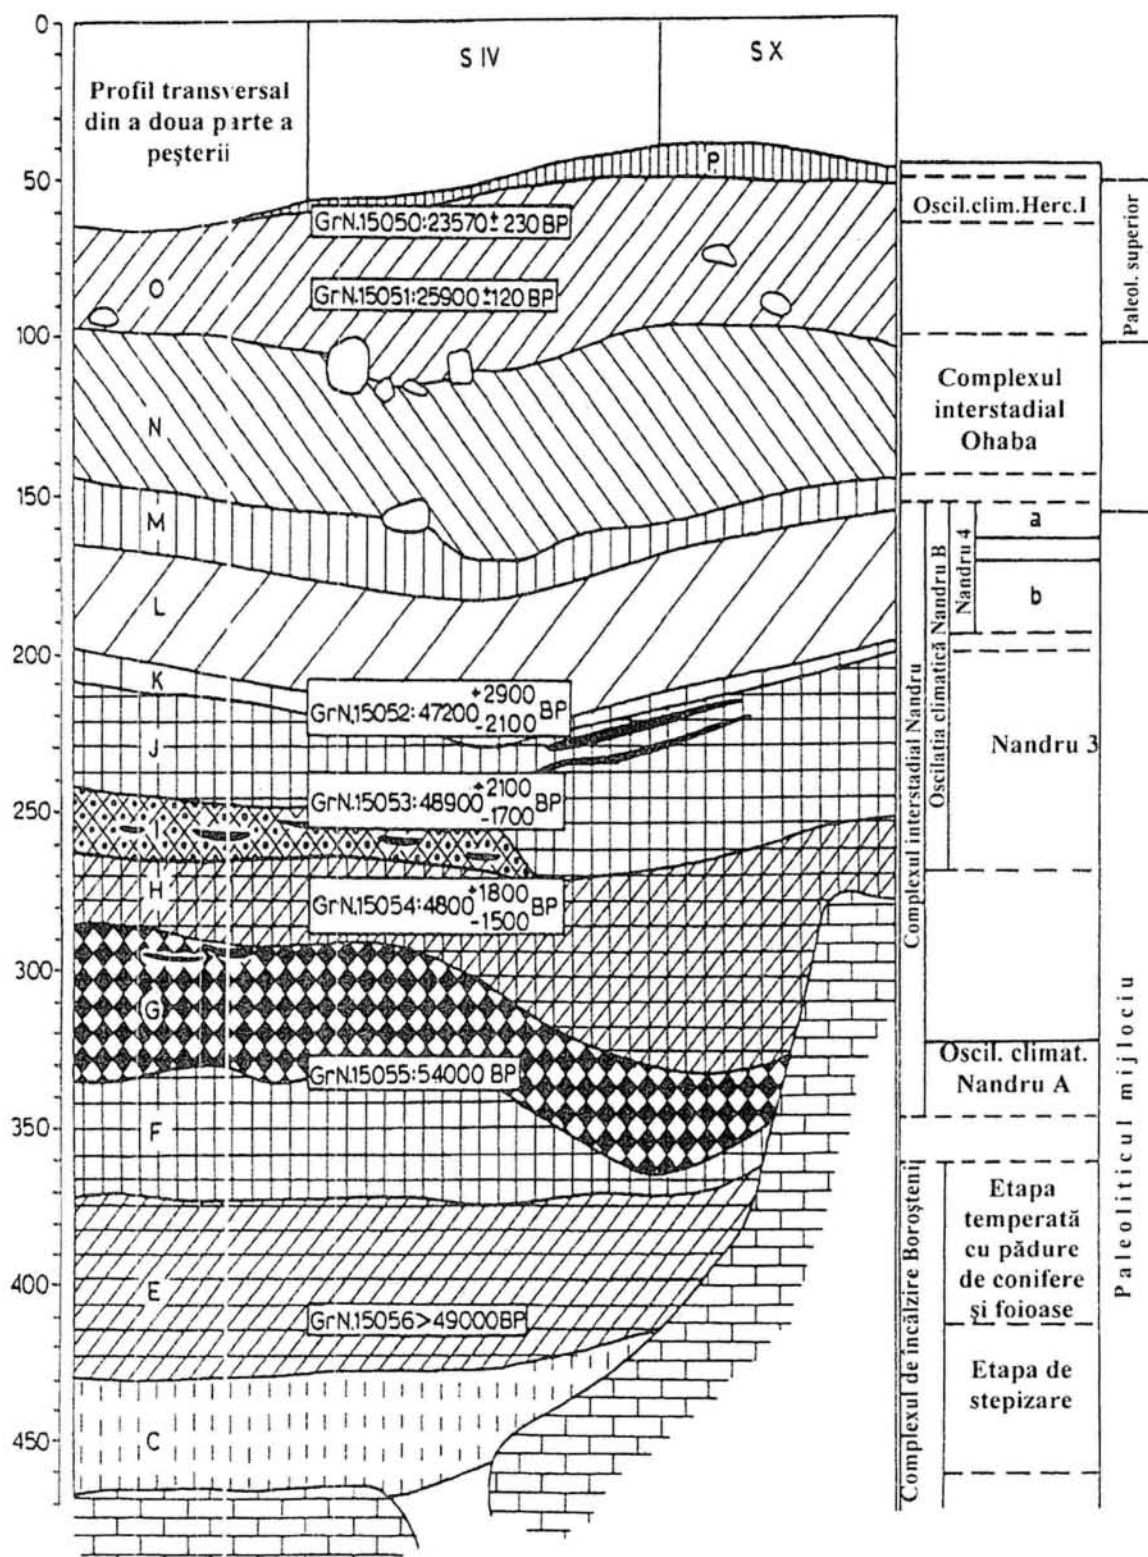 0
50
100
150
200
250
300
350
400
450
Profil transversal
din a doua parte a
peșterii
S IV
S X
P
GrN.15050:23570± 230 BP
O
GrN.15051:25900±120 BP
N
M
L
K
GrN.15052:47200 +2900 -2100 BP
J
GrN.15053:48900 +2100 -1700 BP
I
H
GrN.15054:4800 +1800 -1500 BP
G
GrN.15055:54000 BP
F
E
GrN.15056>49000BP
C
Oscil.clim.Herc.I
Complexul
interstadial
Ohaba
a
b
Nandru 4
Oscilatia climatică Nandru B
Complexul interstadial Nandru
Nandru 3
Oscil. climat.
Nandru A
Complexul de încălzire Boroșteni
Etapa
temperată
cu pădure
de conifere
și foioase
Etapa de
stepizare
Paleol. superior
Paleoliticul mijlociu